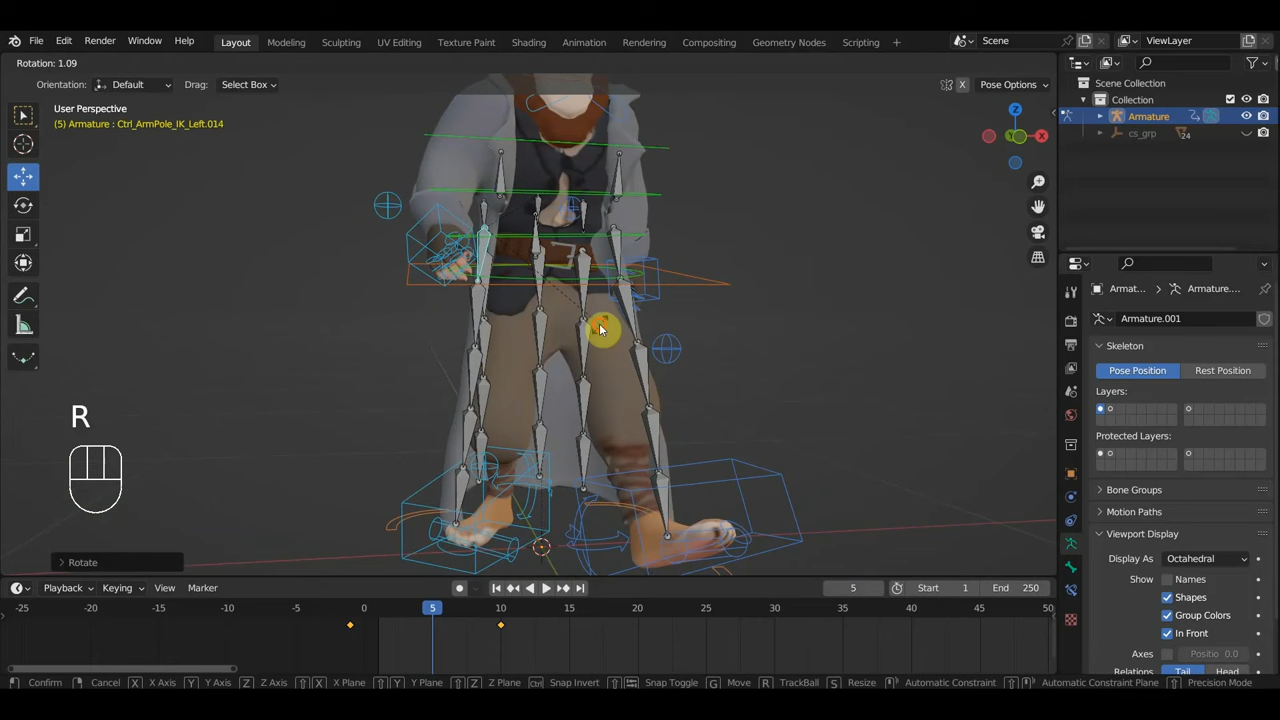 File Edit Render Window Help Layout Modeling Sculpting UV Editing Texture Paint Shading Animation Rendering Compositing Geometry Nodes Scripting + Scene ViewLayer
Rotation: 1.09
Orientation: Default Drag: Select Box X Pose Options
User Perspective
(5) Armature : Ctrl_ArmPole_IK_Left.014
Z
X
R
Rotate
Scene Collection
Collection
Armature
cs_grp 24
Armat... Armature....
Armature.001
Skeleton
Pose Position Rest Position
Layers:
Protected Layers:
Bone Groups
Motion Paths
Viewport Display
Display As Octahedral
Show Names
Shapes
Group Colors
In Front
Axes Positio 0.0
Relations Tail Head
Playback Keying View Marker 5 Start 1 End 250
-25 -20 -15 -10 -5 0 5 10 15 20 25 30 35 40 45 50
Confirm Cancel X X Axis Y Y Axis Z Z Axis X X Plane Y Y Plane Z Z Plane Ctrl Snap Invert Snap Toggle G Move R TrackBall S Resize Automatic Constraint Automatic Constraint Plane Precision Mode